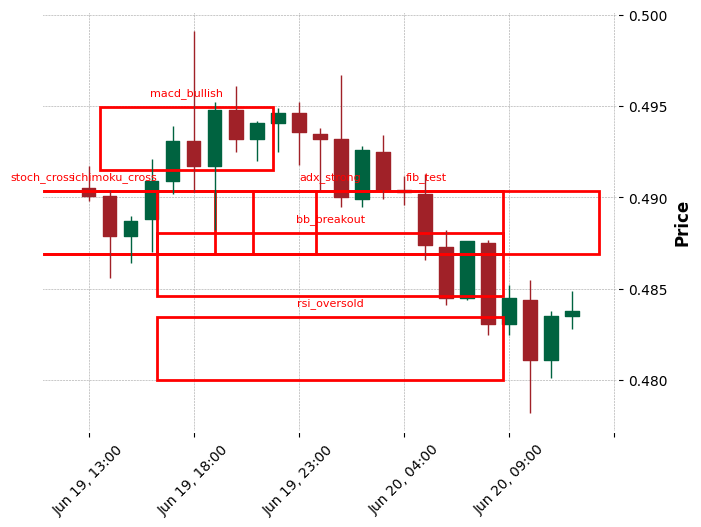 0.500
macd_bullish
0.495
stoch_cross
ichimoku_cross
adx_strong
fib_test
0.490
bb_breakout
Price
0.485
rsi_oversold
0.480
Jun 19, 13:00
Jun 19, 18:00
Jun 19, 23:00
Jun 20, 04:00
Jun 20, 09:00